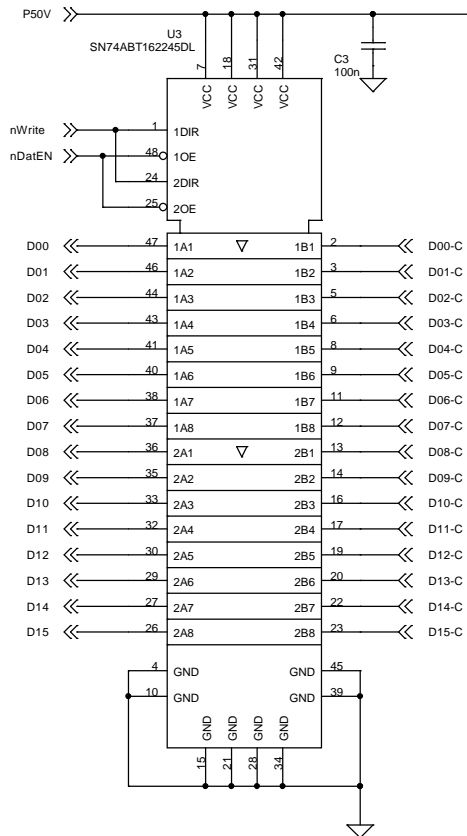 P50V
U3
SN74ABT162245DL
C3
100n
7
18
31
42
VCC
VCC
VCC
VCC
nWrite
1
1DIR
nDatEN
48
1OE
24
2DIR
25
2OE
D00 47 1A1 1B1 2 D00-C
D01 46 1A2 1B2 3 D01-C
D02 44 1A3 1B3 5 D02-C
D03 43 1A4 1B4 6 D03-C
D04 41 1A5 1B5 8 D04-C
D05 40 1A6 1B6 9 D05-C
D06 38 1A7 1B7 11 D06-C
D07 37 1A8 1B8 12 D07-C
D08 36 2A1 2B1 13 D08-C
D09 35 2A2 2B2 14 D09-C
D10 33 2A3 2B3 16 D10-C
D11 32 2A4 2B4 17 D11-C
D12 30 2A5 2B5 19 D12-C
D13 29 2A6 2B6 20 D13-C
D14 27 2A7 2B7 22 D14-C
D15 26 2A8 2B8 23 D15-C
4 GND GND 45
10 GND GND 39
GND
GND
GND
GND
15
21
28
34